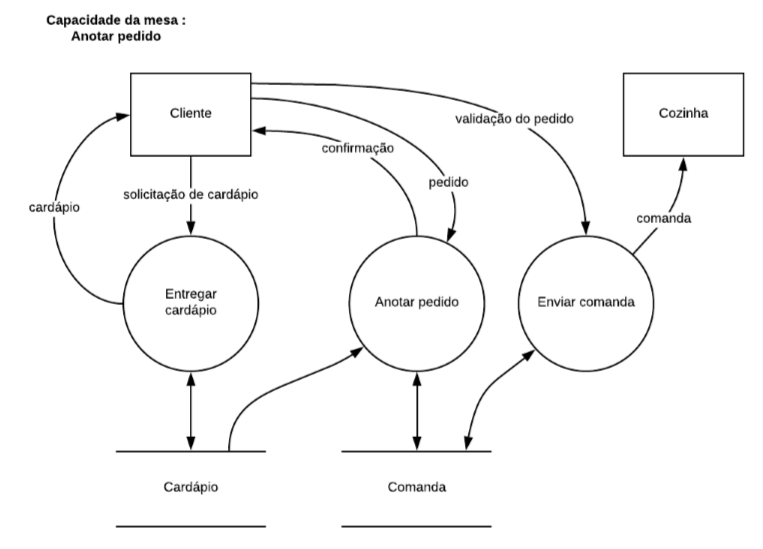 Capacidade da mesa :
Anotar pedido
Cliente
Cozinha
validação do pedido
confirmação
pedido
solicitação de cardápio
cardápio
comanda
Entregar
cardápio
Anotar pedido
Enviar comanda
Cardápio
Comanda